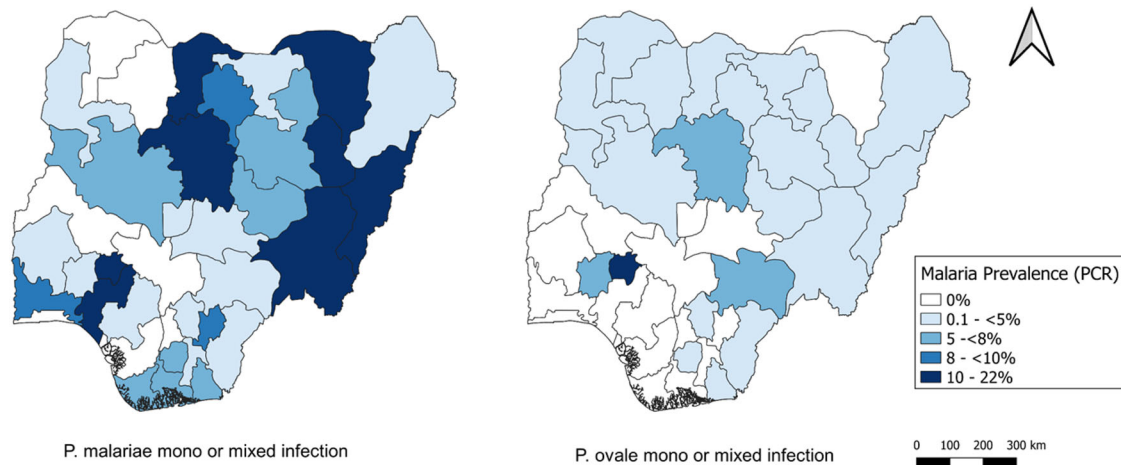 Malaria Prevalence (PCR)
0%
0.1 - <5%
5 -<8%
8 - <10%
10 - 22%
P. malariae mono or mixed infection
P. ovale mono or mixed infection
0 100 200 300 km